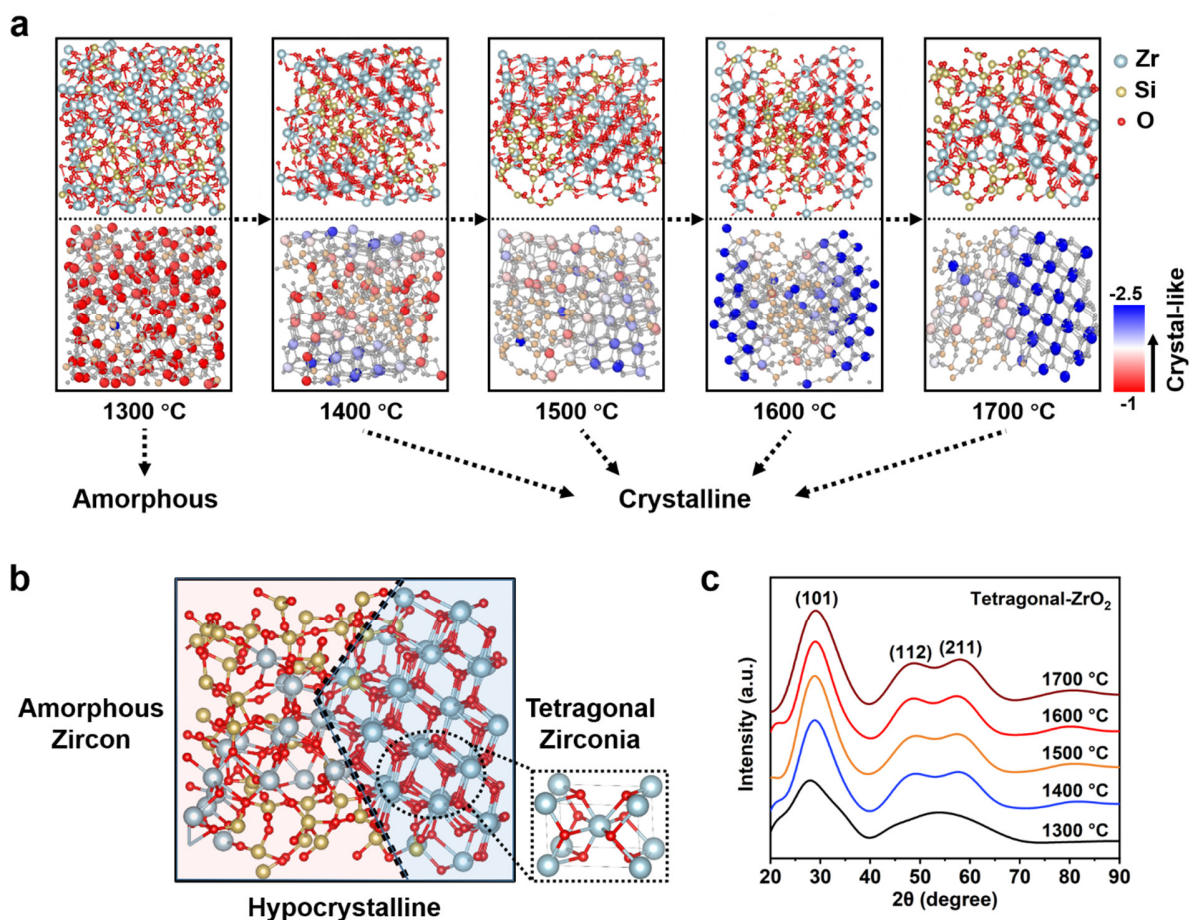 a
Zr
Si
O
-2.5
-1
Crystal-like
1300 °C
1400 °C
1500 °C
1600 °C
1700 °C
Amorphous
Crystalline
b
Amorphous
Zircon
Tetragonal
Zirconia
Hypocrystalline
c
(101)
Tetragonal-ZrO₂
(112)
(211)
1700 °C
1600 °C
1500 °C
1400 °C
1300 °C
Intensity (a.u.)
20 30 40 50 60 70 80 90
2θ (degree)